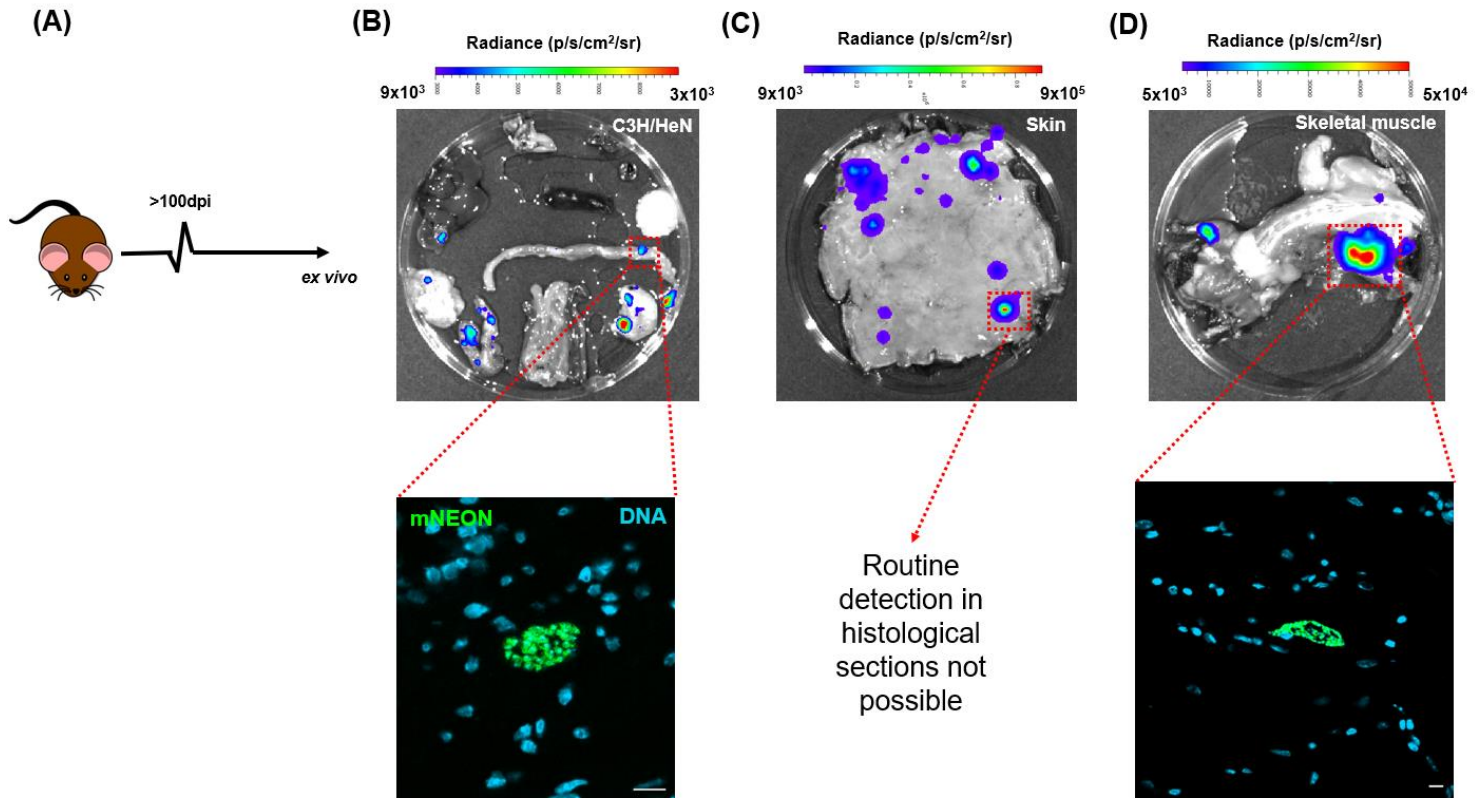 (A)
>100dpi
ex vivo
(B)
Radiance (p/s/cm²/sr)
9x10³
3x10³
C3H/HeN
mNEON
DNA
(C)
Radiance (p/s/cm²/sr)
9x10³
9x10⁵
Skin
Routine
detection in
histological
sections not
possible
(D)
Radiance (p/s/cm²/sr)
5x10³
5x10⁴
Skeletal muscle